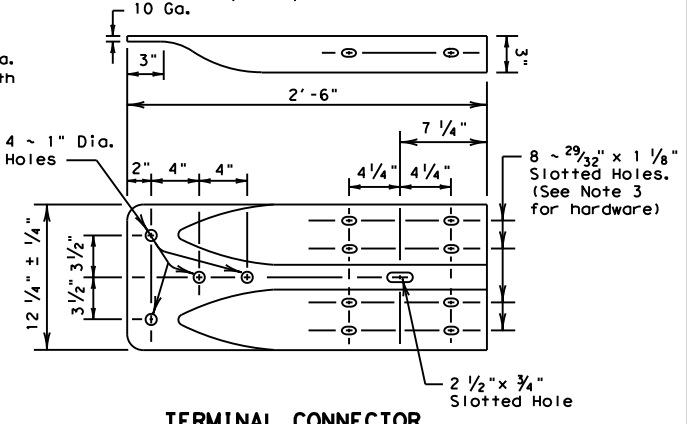 10 Ga.
a.
th
3"
3"
2'-6"
7 1/4"
4 ~ 1" Dia.
Holes
2"
4"
4"
4 1/4"
4 1/4"
8 ~ 29/32" x 1 1/8"
Slotted Holes.
(See Note 3
for hardware)
12 1/4" ± 1/4"
3 1/2"
3 1/2"
2 1/2" x 3/4"
Slotted Hole
TERMINAL CONNECTOR